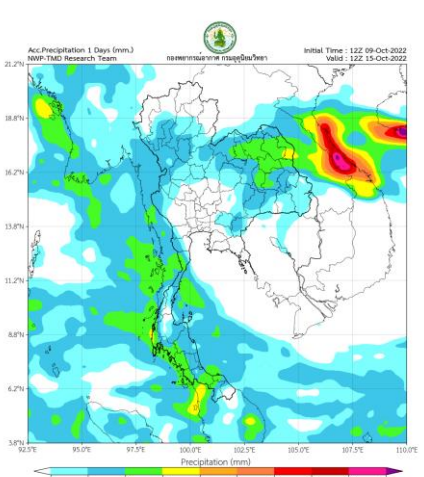 Acc.Precipitation 1 Days (mm.)
NWP-TMD Research Team
กองพยากรณ์อากาศ กรมอุตุนิยมวิทยา
Initial Time : 12Z 09-Oct-2022
Valid : 12Z 15-Oct-2022
21.2°N
18.8°N
16.2°N
13.8°N
11.2°N
8.8°N
6.2°N
3.8°N
92.5°E 95.0°E 97.5°E 100.0°E 102.5°E 105.0°E 107.5°E 110.0°E
Precipitation (mm)